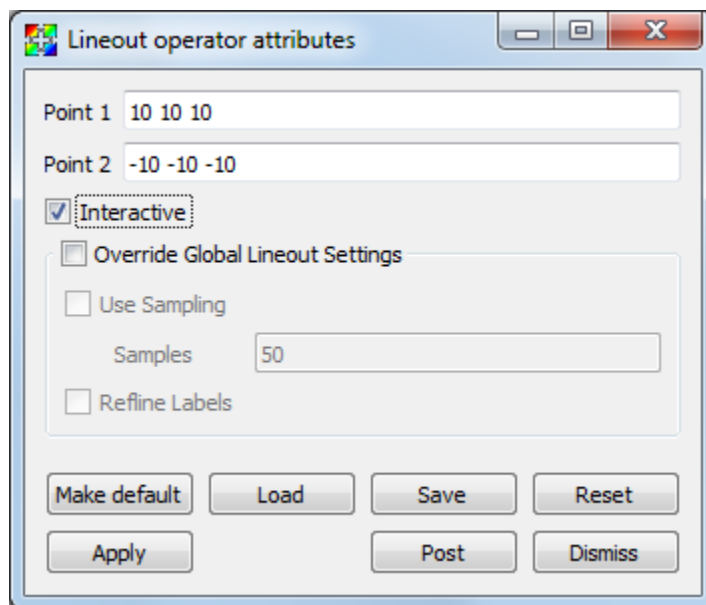 Lineout operator attributes
Point 1 10 10 10
Point 2 -10 -10 -10
Interactive
Override Global Lineout Settings
Use Sampling
Samples 50
Refline Labels
Make default Load Save Reset
Apply Post Dismiss